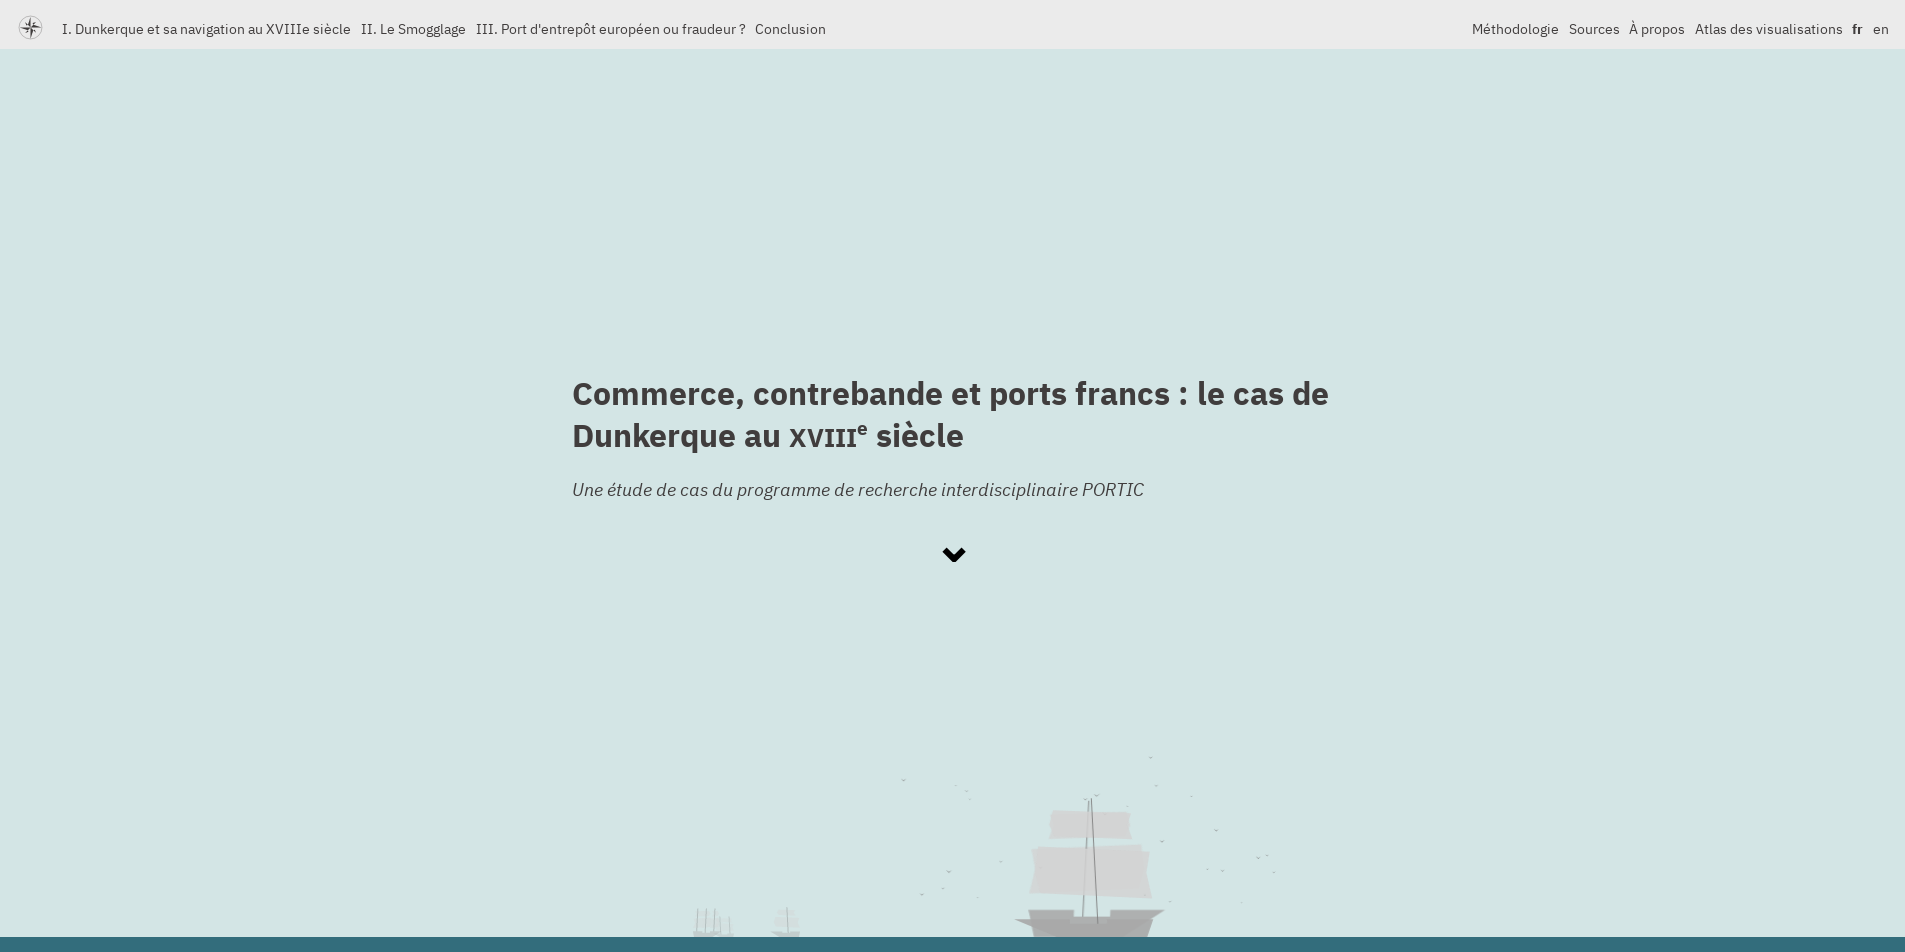 I. Dunkerque et sa navigation au XVIIIe siècle II. Le Smogglage III. Port d'entrepôt européen ou fraudeur ? Conclusion Méthodologie Sources À propos Atlas des visualisations fr en
Commerce, contrebande et ports francs : le cas de
Dunkerque au XVIIIe siècle
Une étude de cas du programme de recherche interdisciplinaire PORTIC